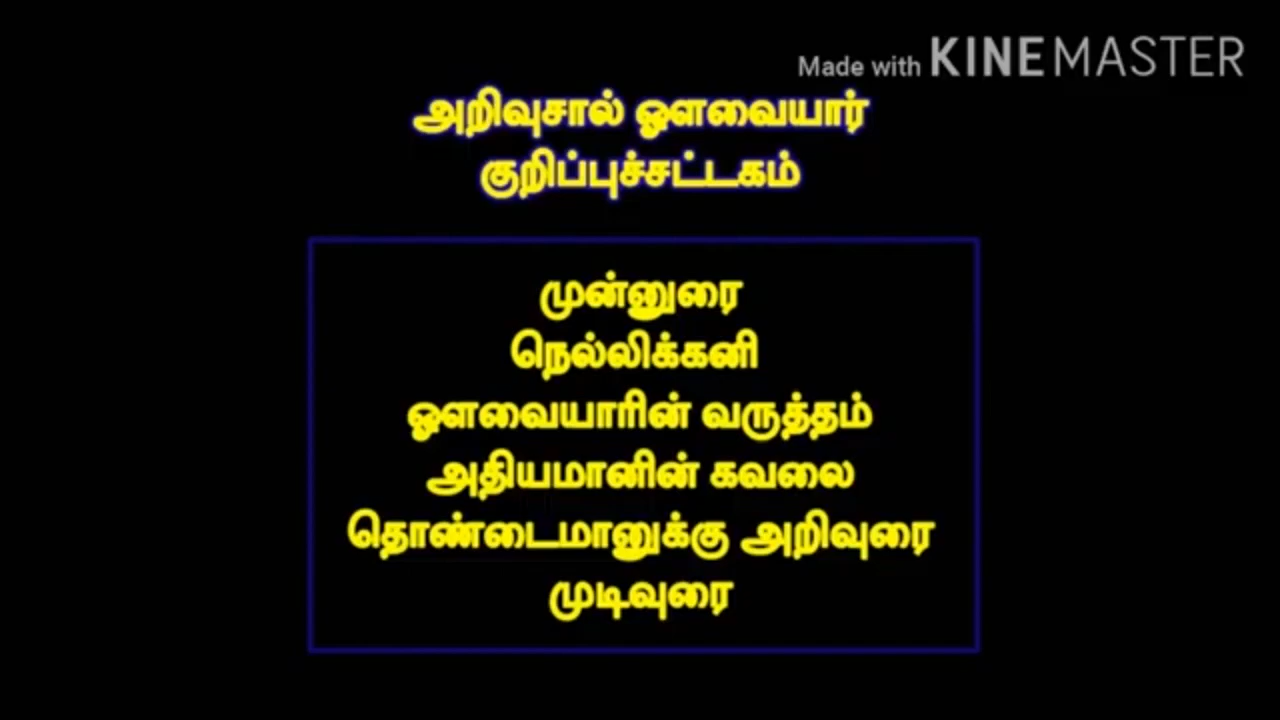 Made with KINEMASTER
அறிவுசால் ஔவையார்
குறிப்புச்சட்டகம்
முன்னுரை
நெல்லிக்கனி
ஔவையாரின் வருத்தம்
அதியமானின் கவலை
தொண்டைமானுக்கு அறிவுரை
முடிவுரை